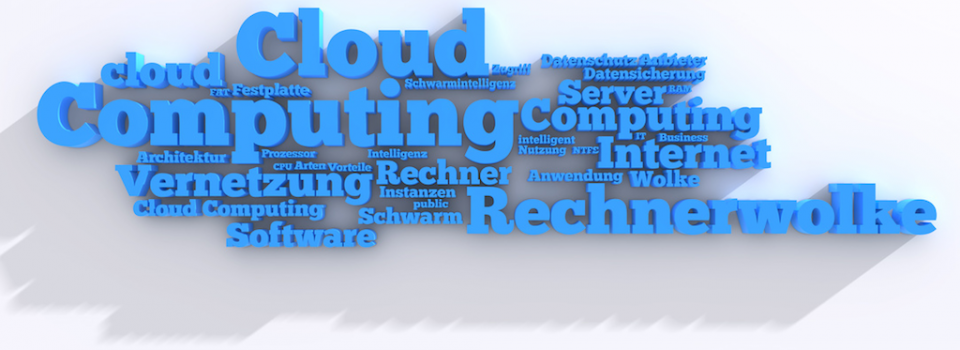 Cloud
cloud
Zugriff
Schwarmintelligenz
Datenschutz Anbieter
Datensicherung
FAT Festplatte
Server RAM
Computing
Computing
intelligent IT Business
Nutzung NTFS Internet
Architektur Prozessor Intelligenz
CPU Arten Vorteile Rechner
Vernetzung
Anwendung Wolke
Instanzen
public
Cloud Computing Schwarm Rechnerwolke
Software